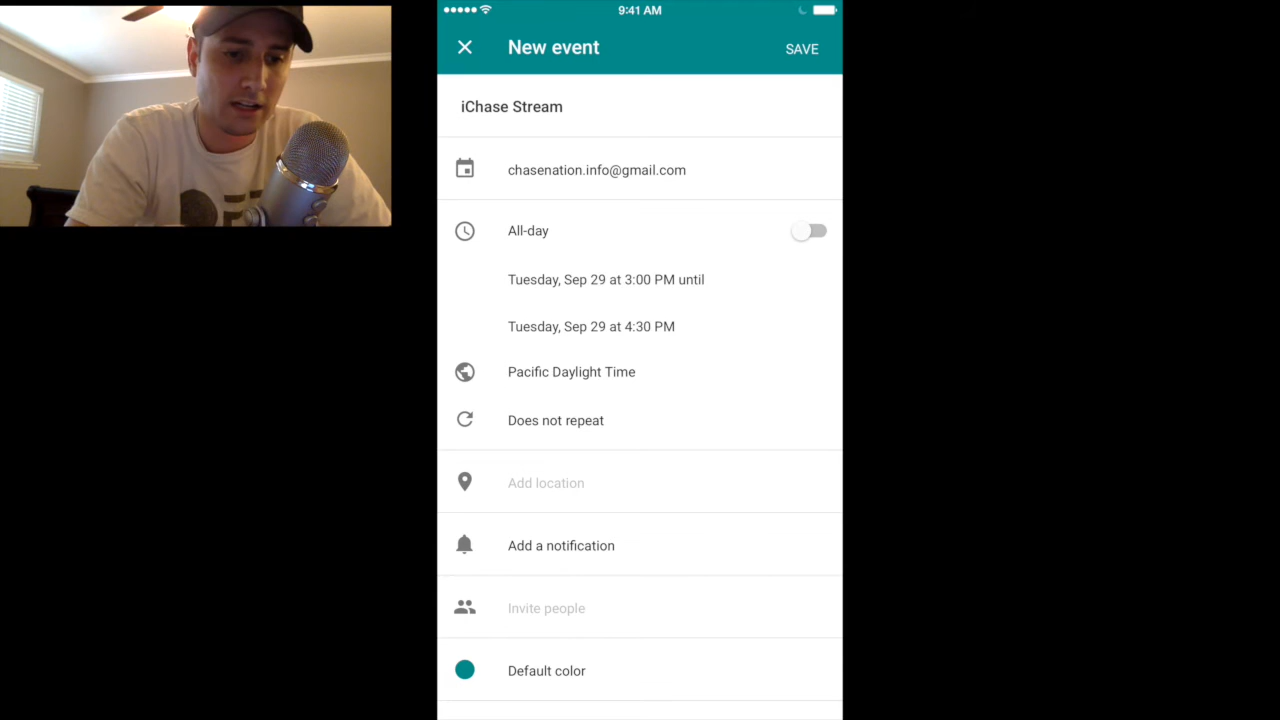 9:41 AM
New event
SAVE
iChase Stream
chasenation.info@gmail.com
All-day
Tuesday, Sep 29 at 3:00 PM until
Tuesday, Sep 29 at 4:30 PM
Pacific Daylight Time
Does not repeat
Add location
Add a notification
Invite people
Default color